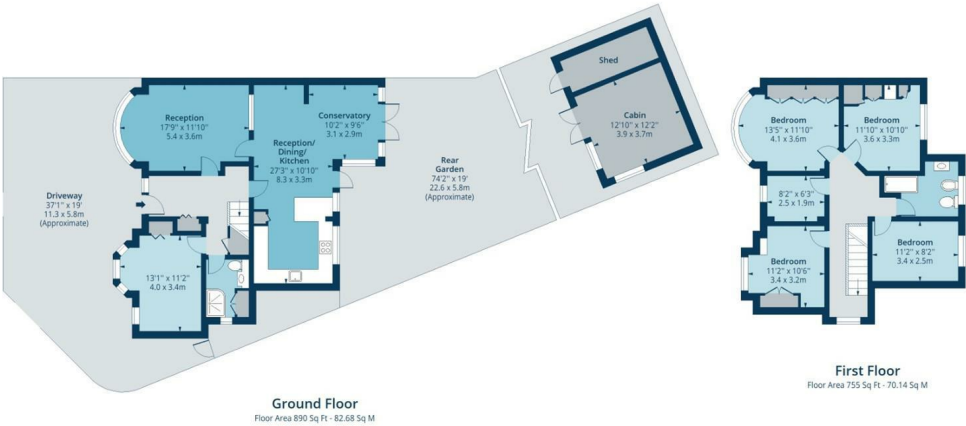 Driveway
37'1" x 19'
11.3 x 5.8m
(Approximate)
Reception
17'9" x 11'10"
5.4 x 3.6m
Reception/
Dining/
Kitchen
27'3" x 10'10"
8.3 x 3.3m
Conservatory
10'2" x 9'6"
3.1 x 2.9m
13'1" x 11'2"
4.0 x 3.4m
Rear
Garden
74'2" x 19'
22.6 x 5.8m
(Approximate)
Shed
Cabin
12'10" x 12'2"
3.9 x 3.7m
Ground Floor
Floor Area 890 Sq Ft - 82.68 Sq M
Bedroom
13'5" x 11'10"
4.1 x 3.6m
Bedroom
11'10" x 10'10"
3.6 x 3.3m
8'2" x 6'3"
2.5 x 1.9m
Bedroom
11'2" x 10'6"
3.4 x 3.2m
Bedroom
11'2" x 8'2"
3.4 x 2.5m
First Floor
Floor Area 755 Sq Ft - 70.14 Sq M